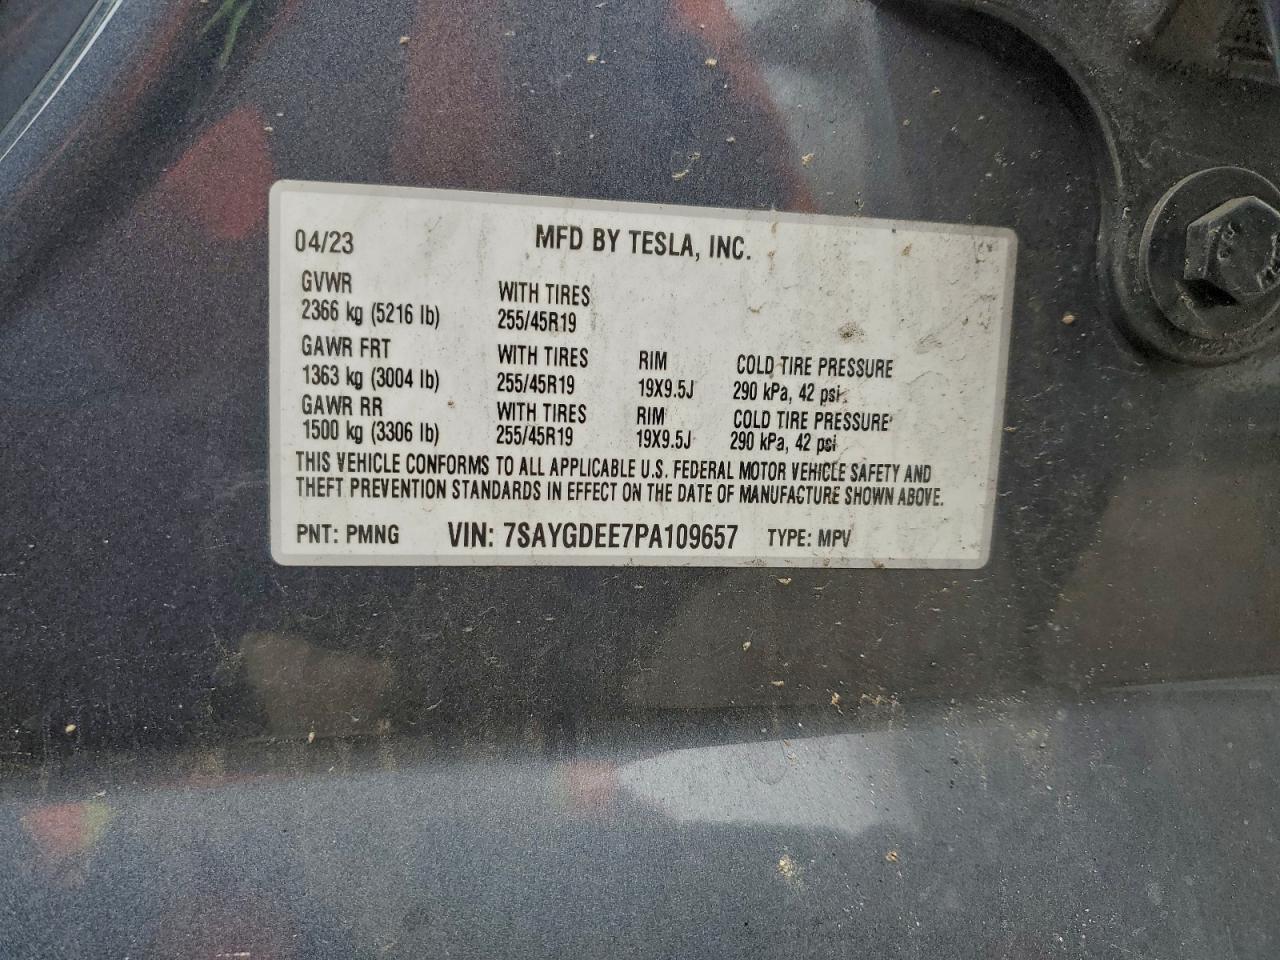 04/23 MFD BY TESLA, INC.
GVWR
2366 kg (5216 lb)
WITH TIRES
255/45R19
GAWR FRT
1363 kg (3004 lb)
WITH TIRES
255/45R19
RIM
19X9.5J
COLD TIRE PRESSURE
290 kPa, 42 psi
GAWR RR
1500 kg (3306 lb)
WITH TIRES
255/45R19
RIM
19X9.5J
COLD TIRE PRESSURE
290 kPa, 42 psi
THIS VEHICLE CONFORMS TO ALL APPLICABLE U.S. FEDERAL MOTOR VEHICLE SAFETY AND
THEFT PREVENTION STANDARDS IN EFFECT ON THE DATE OF MANUFACTURE SHOWN ABOVE.
PNT: PMNG VIN: 7SAYGDEE7PA109657 TYPE: MPV